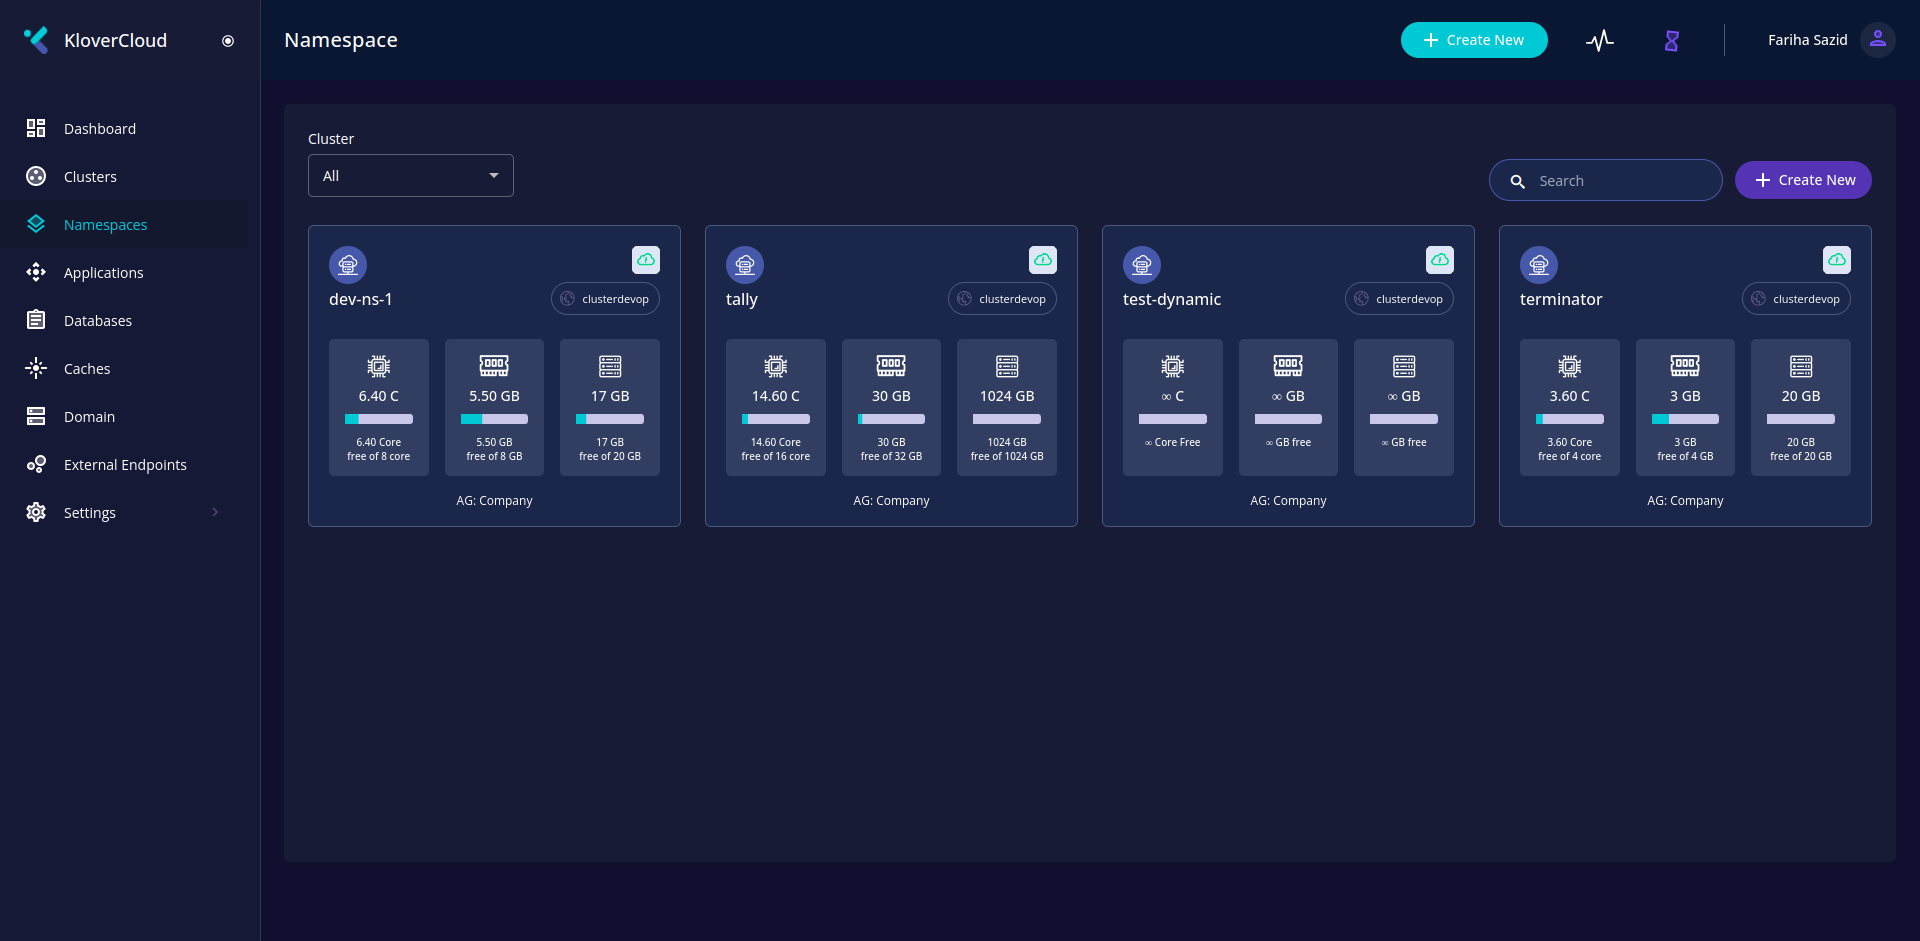 KloverCloud
Namespace
Create New
Fariha Sazid
Dashboard
Clusters
Namespaces
Applications
Databases
Caches
Domain
External Endpoints
Settings
Cluster
All
Search
Create New
dev-ns-1
clusterdevop
6.40 C
5.50 GB
17 GB
6.40 Core
free of 8 core
5.50 GB
free of 8 GB
17 GB
free of 20 GB
AG: Company
tally
clusterdevop
14.60 C
30 GB
1024 GB
14.60 Core
free of 16 core
30 GB
free of 32 GB
1024 GB
free of 1024 GB
AG: Company
test-dynamic
clusterdevop
∞ C
∞ GB
∞ GB
∞ Core Free
∞ GB free
∞ GB free
AG: Company
terminator
clusterdevop
3.60 C
3 GB
20 GB
3.60 Core
free of 4 core
3 GB
free of 4 GB
20 GB
free of 20 GB
AG: Company